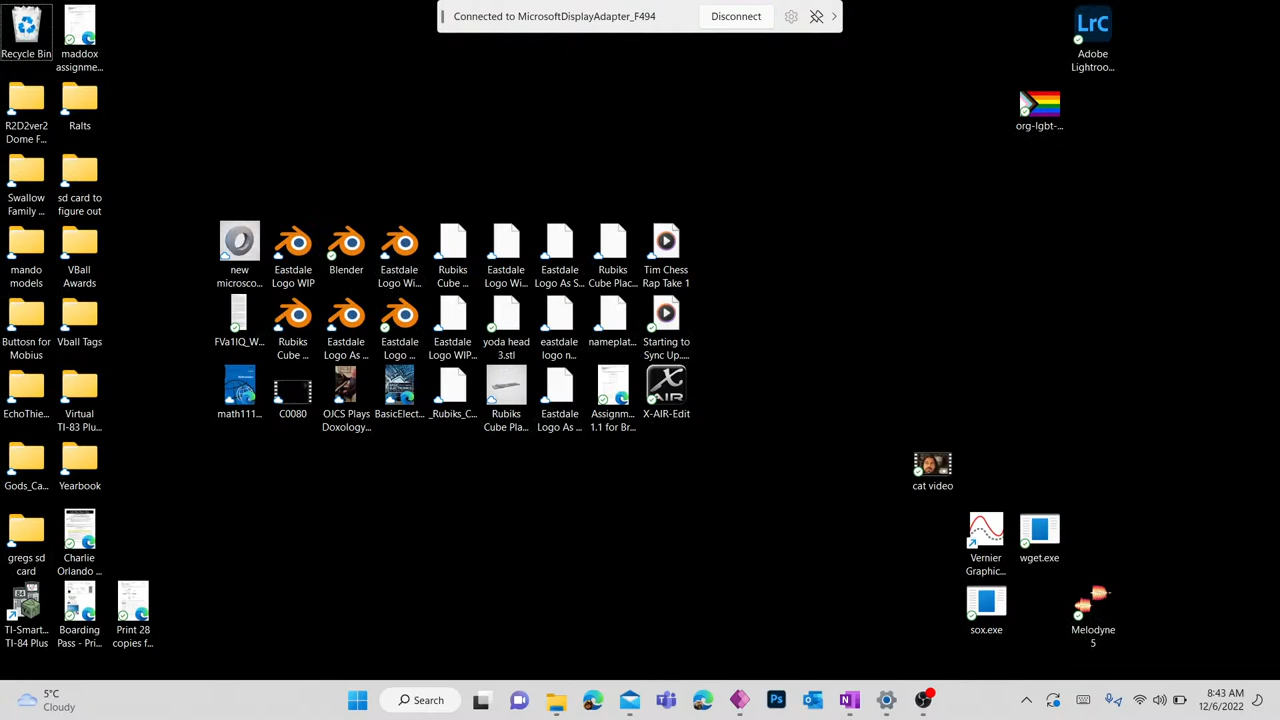 Connected to MicrosoftDisplayAdapter_F494
Disconnect
Recycle Bin
maddox
assignme...
LrC
Adobe
Lightroo...
R2D2ver2
Dome F...
Ralts
org-lgbt-...
Swallow
Family ...
sd card to
figure out
mando
models
VBall
Awards
new
microsco...
Eastdale
Logo WIP
Blender
Eastdale
Logo Wi...
Rubiks
Cube ...
Eastdale
Logo Wi...
Eastdale
Logo As S...
Rubiks
Cube Plac...
Tim Chess
Rap Take 1
Buttosn for
Mobius
Vball Tags
FVa1lQ_W...
Rubiks
Cube ...
Eastdale
Logo As ...
Eastdale
Logo ...
Eastdale
Logo WIP...
yoda head
3.stl
eastdale
logo n...
nameplat...
Starting to
Sync Up....
EchoThie...
Virtual
TI-83 Plu...
math111...
C0080
OJCS Plays
Doxology...
BasicElect...
_Rubiks_C...
Rubiks
Cube Pla...
Eastdale
Logo As ...
Assignm...
1.1 for Br...
X-AIR-Edit
Gods_Ca...
Yearbook
cat video
gregs sd
card
Charlie
Orlando ...
Vernier
Graphic...
wget.exe
TI-Smart...
TI-84 Plus
Boarding
Pass - Pri...
Print 28
copies f...
sox.exe
Melodyne
5
5°C
Cloudy
Search
Ps
8:43 AM
12/6/2022